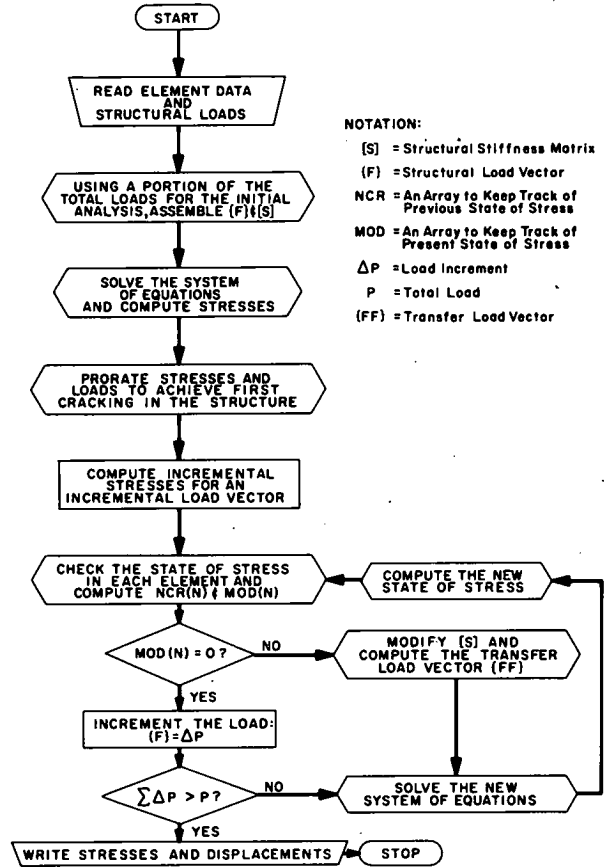 START
READ ELEMENT DATA
AND
STRUCTURAL LOADS
USING A PORTION OF THE
TOTAL LOADS FOR THE INITIAL
ANALYSIS, ASSEMBLE {F}&[S]
SOLVE THE SYSTEM
OF EQUATIONS
AND COMPUTE STRESSES
PRORATE STRESSES AND
LOADS TO ACHIEVE FIRST
CRACKING IN THE STRUCTURE
COMPUTE INCREMENTAL
STRESSES FOR AN
INCREMENTAL LOAD VECTOR
CHECK THE STATE OF STRESS
IN EACH ELEMENT AND
COMPUTE NCR(N) & MOD(N)
COMPUTE THE NEW
STATE OF STRESS
MOD(N) = 0 ?
NO
MODIFY [S] AND
COMPUTE THE TRANSFER
LOAD VECTOR {FF}
YES
INCREMENT THE LOAD:
{F}=ΔP
∑ΔP > P?
NO
SOLVE THE NEW
SYSTEM OF EQUATIONS
YES
WRITE STRESSES AND DISPLACEMENTS
STOP
NOTATION:
[S] = Structural Stiffness Matrix
{F} = Structural Load Vector
NCR = An Array to Keep Track of
Previous State of Stress
MOD = An Array to Keep Track of
Present State of Stress
ΔP = Load Increment
P = Total Load
{FF} = Transfer Load Vector